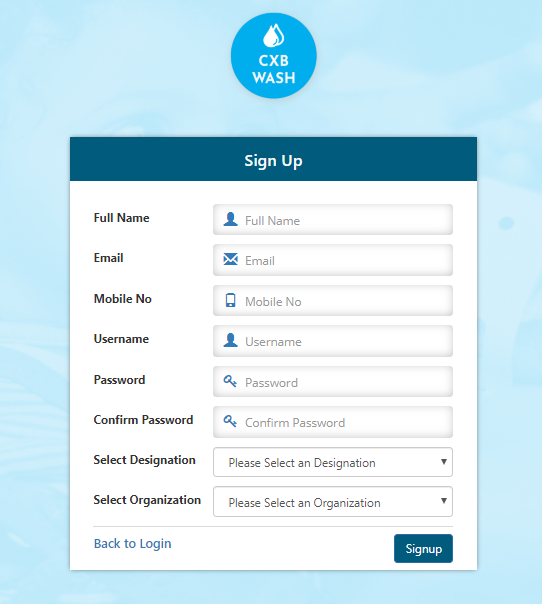 CXB
WASH
Sign Up
Full Name Full Name
Email Email
Mobile No Mobile No
Username Username
Password Password
Confirm Password Confirm Password
Select Designation Please Select an Designation
Select Organization Please Select an Organization
Back to Login Signup